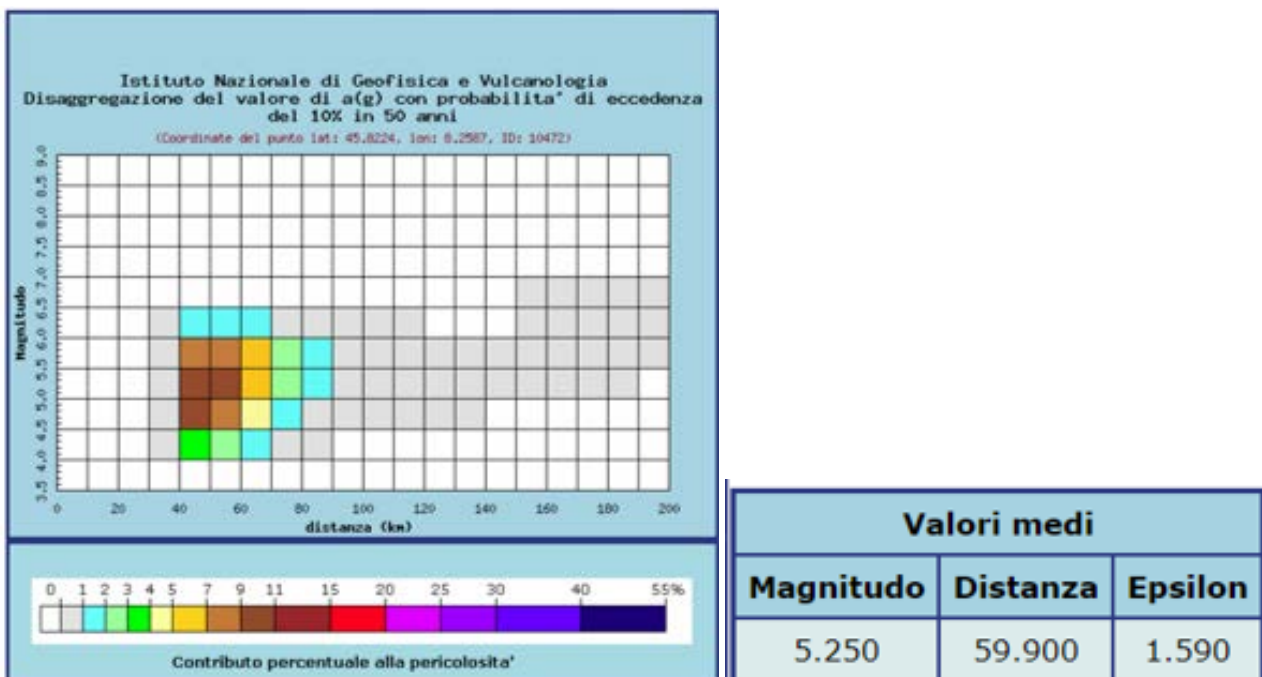 Istituto Nazionale di Geofisica e Vulcanologia
Disaggregazione del valore di a(g) con probabilita' di eccedenza
del 10% in 50 anni
(Coordinate del punto lat: 45.8224, lon: 8.2587, ID: 10472)
Magnitudo
9.0
8.5
8.0
7.5
7.0
6.5
6.0
5.5
5.0
4.5
4.0
3.5
0 20 40 60 80 100 120 140 160 180 200
distanza (km)
0 1 2 3 4 5 7 9 11 15 20 25 30 40 55%
Contributo percentuale alla pericolosita'
Valori medi
Magnitudo Distanza Epsilon
5.250 59.900 1.590